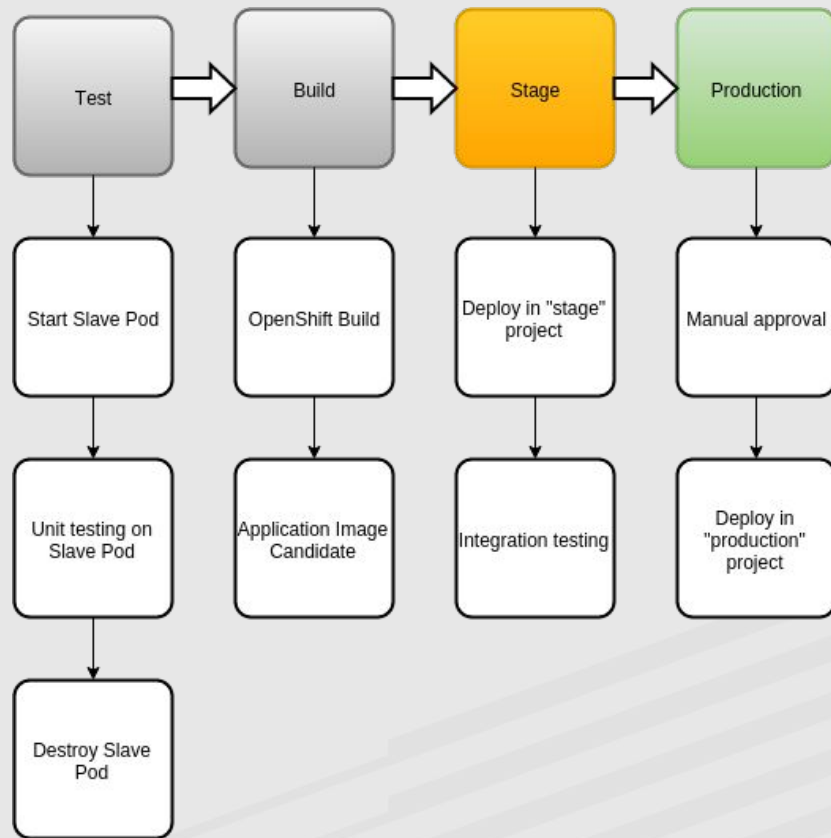 Test
Build
Stage
Production
Start Slave Pod
OpenShift Build
Deploy in "stage"
project
Manual approval
Unit testing on
Slave Pod
Application Image
Candidate
Integration testing
Deploy in
"production"
project
Destroy Slave
Pod